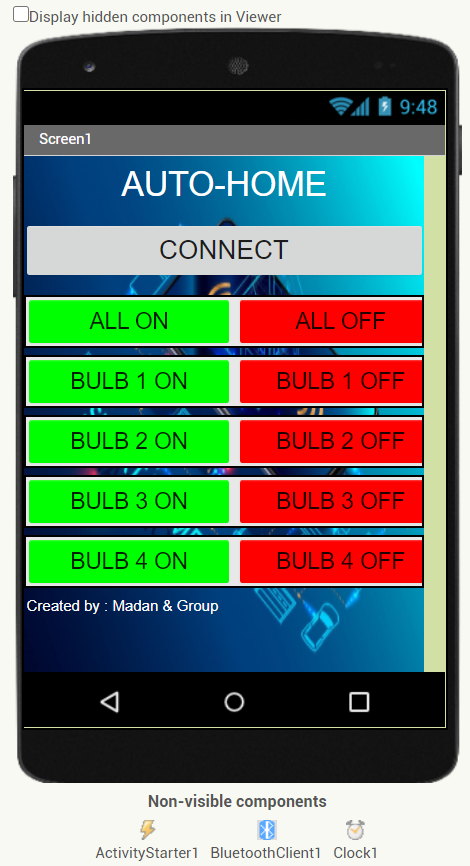 Display hidden components in Viewer
9:48
Screen1
AUTO-HOME
CONNECT
ALL ON ALL OFF
BULB 1 ON BULB 1 OFF
BULB 2 ON BULB 2 OFF
BULB 3 ON BULB 3 OFF
BULB 4 ON BULB 4 OFF
Created by : Madan & Group
Non-visible components
ActivityStarter1 BluetoothClient1 Clock1